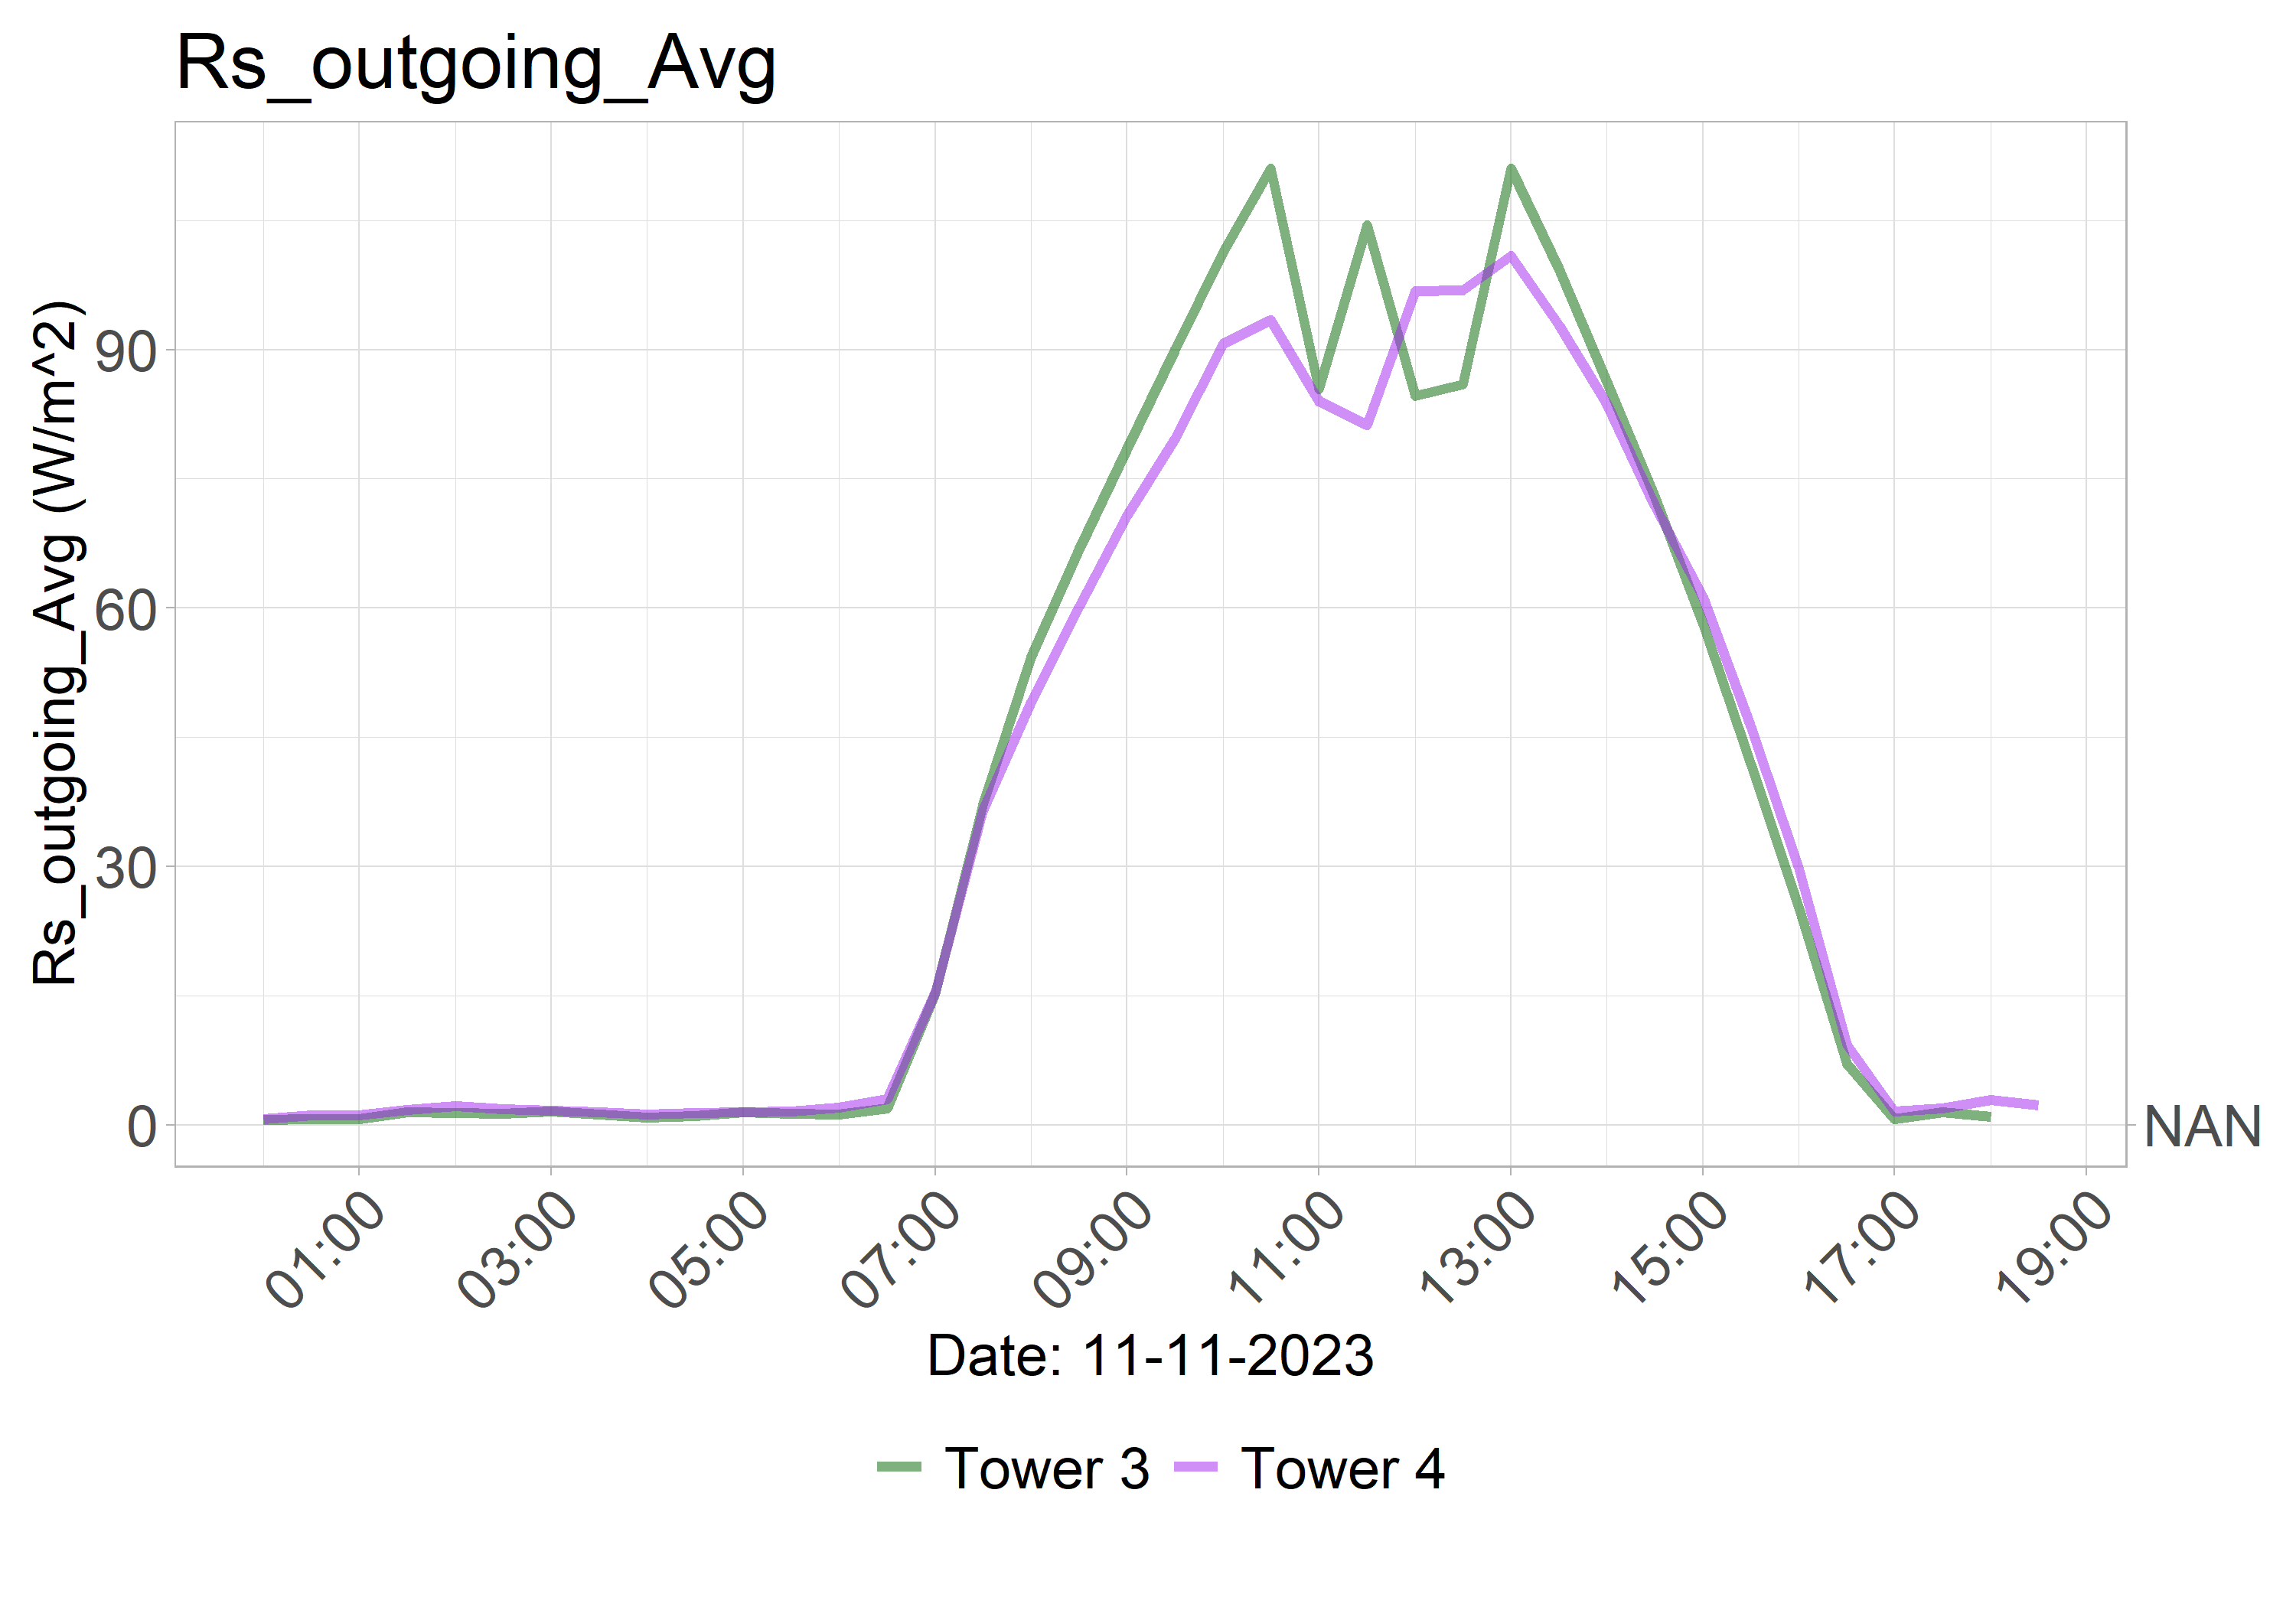 Rs_outgoing_Avg
Rs_outgoing_Avg (W/m^2)
90
60
30
0
NAN
01:00
03:00
05:00
07:00
09:00
11:00
13:00
15:00
17:00
19:00
Date: 11-11-2023
Tower 3
Tower 4